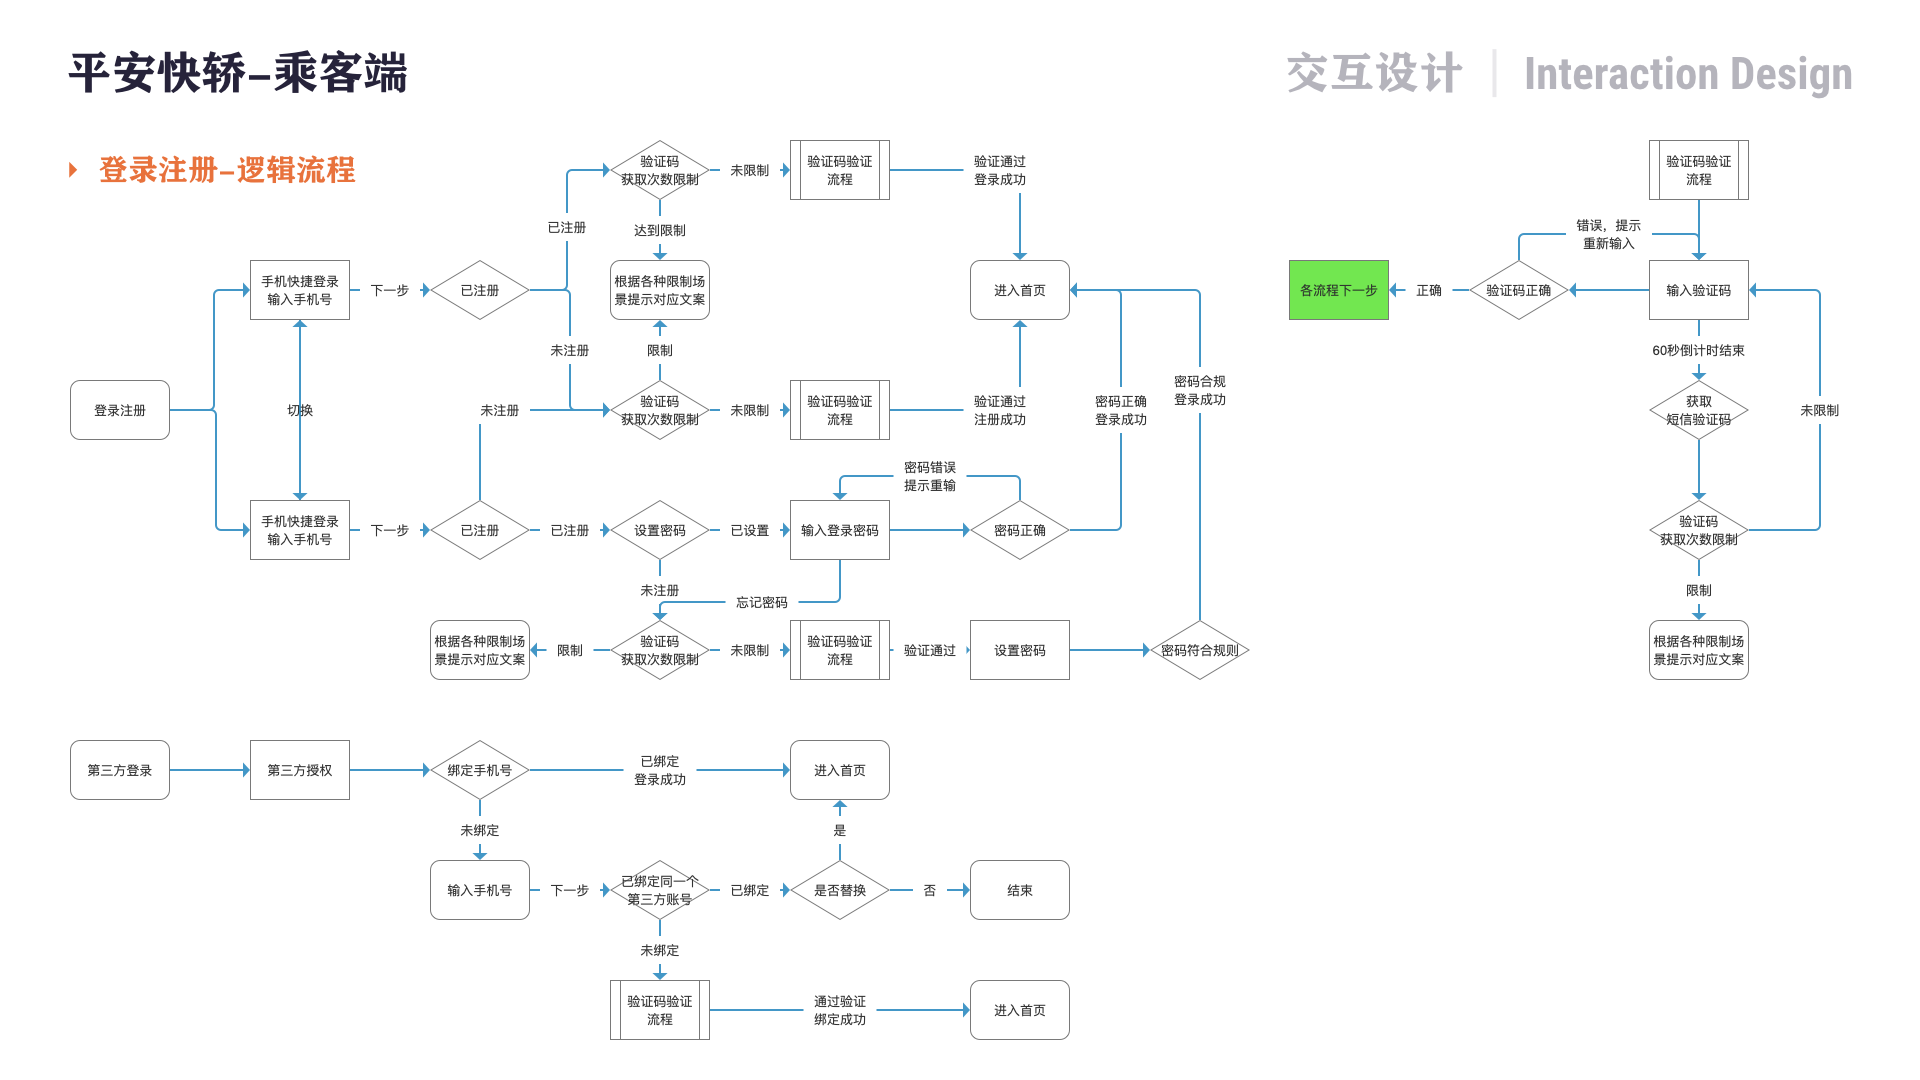 平安快轿–乘客端
交互设计
Interaction Design
登录注册–逻辑流程
验证码
获取次数限制
未限制
验证码验证
流程
验证通过
登录成功
已注册
达到限制
手机快捷登录
输入手机号
下一步
已注册
根据各种限制场
景提示对应文案
进入首页
未注册
限制
密码合规
登录成功
登录注册
切换
未注册
验证码
获取次数限制
未限制
验证码验证
流程
验证通过
注册成功
密码正确
登录成功
密码错误
提示重输
手机快捷登录
输入手机号
下一步
已注册
已注册
设置密码
已设置
输入登录密码
密码正确
未注册
忘记密码
根据各种限制场
景提示对应文案
限制
验证码
获取次数限制
未限制
验证码验证
流程
验证通过
设置密码
密码符合规则
验证码验证
流程
错误，提示
重新输入
各流程下一步
正确
验证码正确
输入验证码
60秒倒计时结束
获取
短信验证码
未限制
验证码
获取次数限制
限制
根据各种限制场
景提示对应文案
第三方登录
第三方授权
绑定手机号
已绑定
登录成功
进入首页
未绑定
是
输入手机号
下一步
已绑定同一个
第三方账号
已绑定
是否替换
否
结束
未绑定
验证码验证
流程
通过验证
绑定成功
进入首页